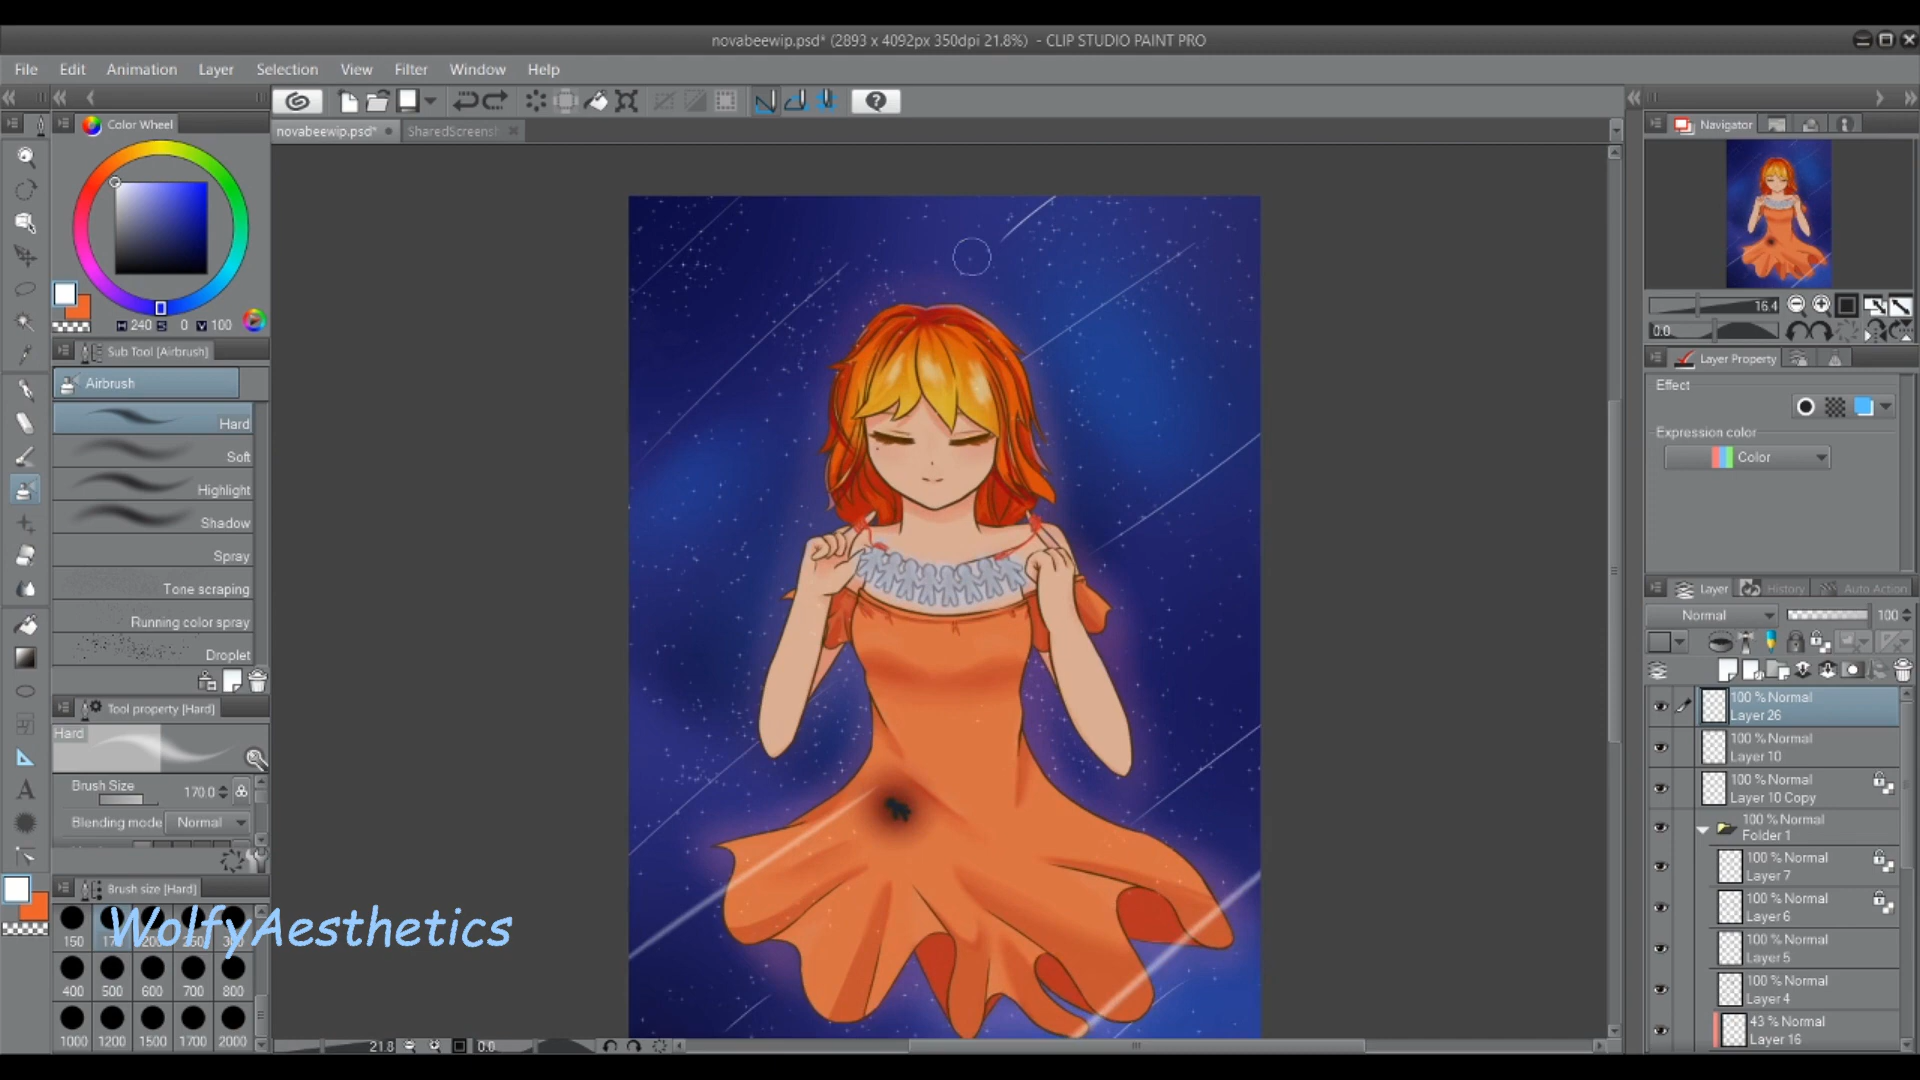 novabeewip.psd* (2893 x 4092px 350dpi 21.8%) - CLIP STUDIO PAINT PRO
File Edit Animation Layer Selection View Filter Window Help
Color Wheel
novabeewip.psd*
SharedScreensh
Navigator
H 240 S 0 V 100
16.4
0.0
Sub Tool [Airbrush]
Layer Property
Airbrush
Effect
Hard
Soft
Expression color
Color
Highlight
Shadow
Spray
Tone scraping
Layer History Auto Action
Running color spray
Normal 100
Droplet
Tool property [Hard]
100 % Normal
Layer 26
Hard
100 % Normal
Layer 10
Brush Size 170.0
100 % Normal
Layer 10 Copy
Blending mode Normal
100 % Normal
Folder 1
100 % Normal
Layer 7
Brush size [Hard]
100 % Normal
Layer 6
WolfyAesthetics
150
100 % Normal
Layer 5
400 500 600 700 800
100 % Normal
Layer 4
1000 1200 1500 1700 2000
43 % Normal
Layer 16
21.8 0.0